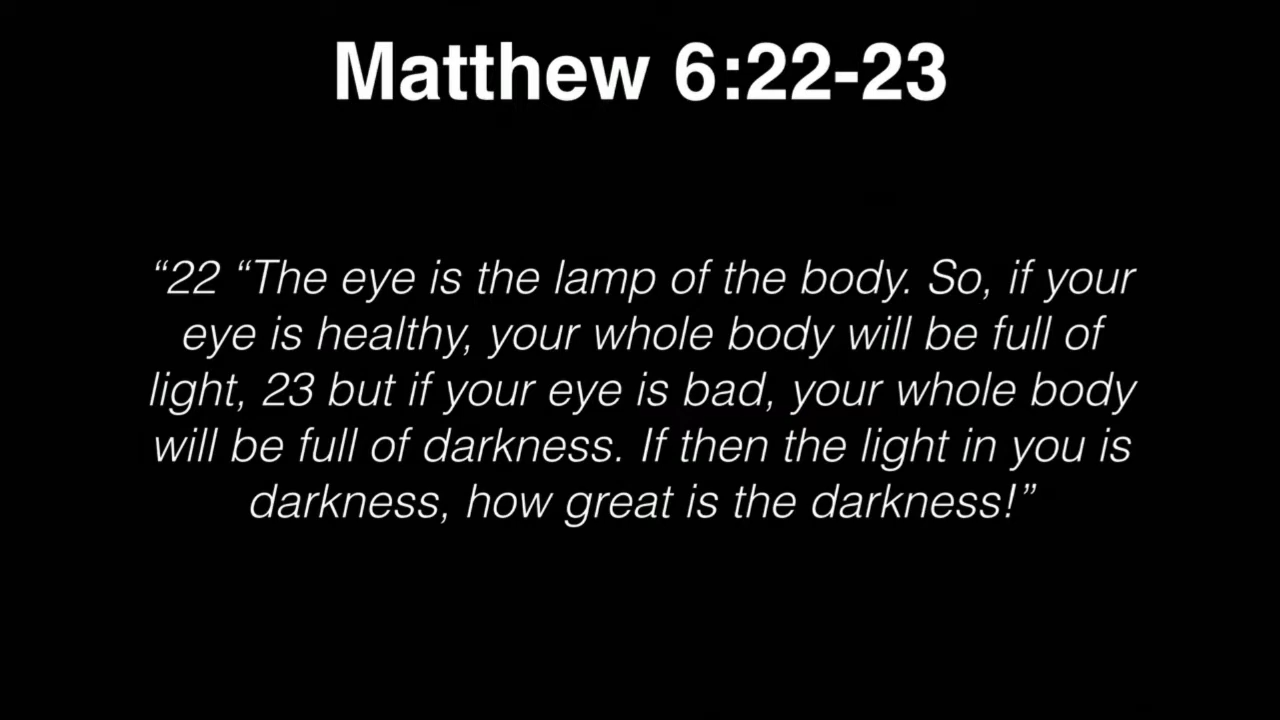 Matthew 6:22-23
“22 “The eye is the lamp of the body. So, if your
eye is healthy, your whole body will be full of
light, 23 but if your eye is bad, your whole body
will be full of darkness. If then the light in you is
darkness, how great is the darkness!”